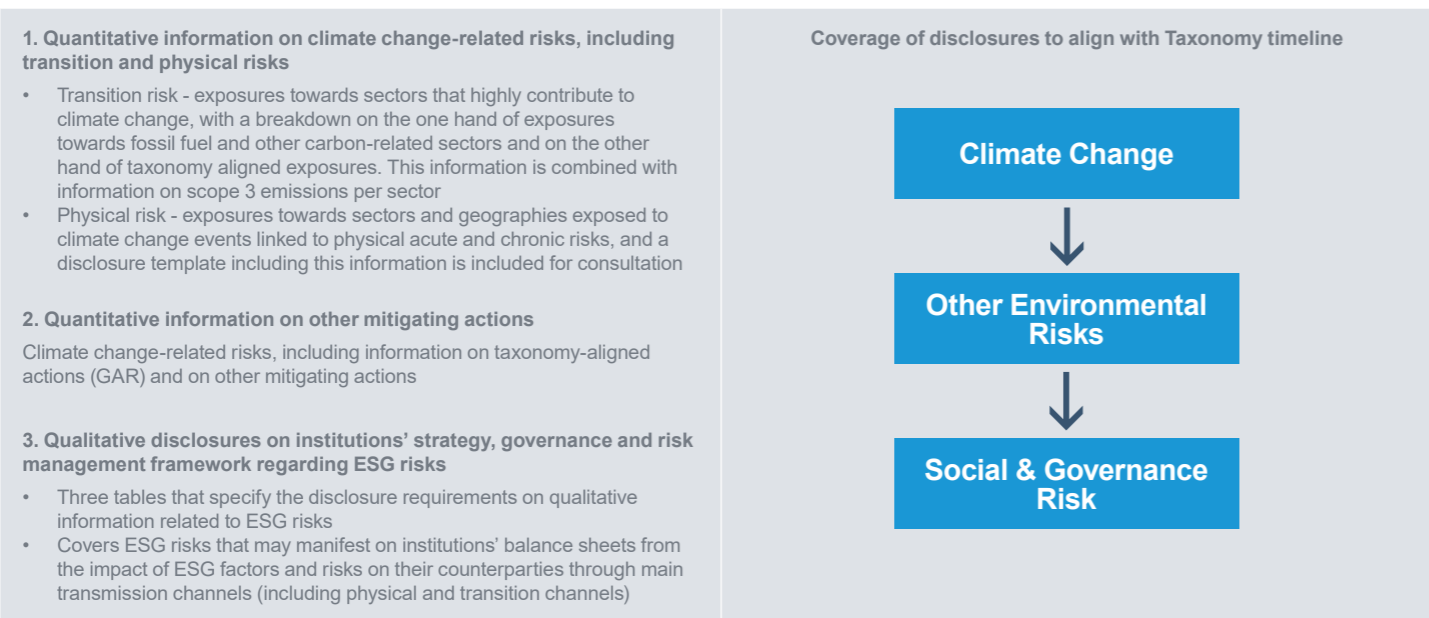 1. Quantitative information on climate change-related risks, including
transition and physical risks
• Transition risk - exposures towards sectors that highly contribute to
climate change, with a breakdown on the one hand of exposures
towards fossil fuel and other carbon-related sectors and on the other
hand of taxonomy aligned exposures. This information is combined with
information on scope 3 emissions per sector
• Physical risk - exposures towards sectors and geographies exposed to
climate change events linked to physical acute and chronic risks, and a
disclosure template including this information is included for consultation
2. Quantitative information on other mitigating actions
Climate change-related risks, including information on taxonomy-aligned
actions (GAR) and on other mitigating actions
3. Qualitative disclosures on institutions’ strategy, governance and risk
management framework regarding ESG risks
• Three tables that specify the disclosure requirements on qualitative
information related to ESG risks
• Covers ESG risks that may manifest on institutions’ balance sheets from
the impact of ESG factors and risks on their counterparties through main
transmission channels (including physical and transition channels)
Coverage of disclosures to align with Taxonomy timeline
Climate Change
Other Environmental
Risks
Social & Governance
Risk